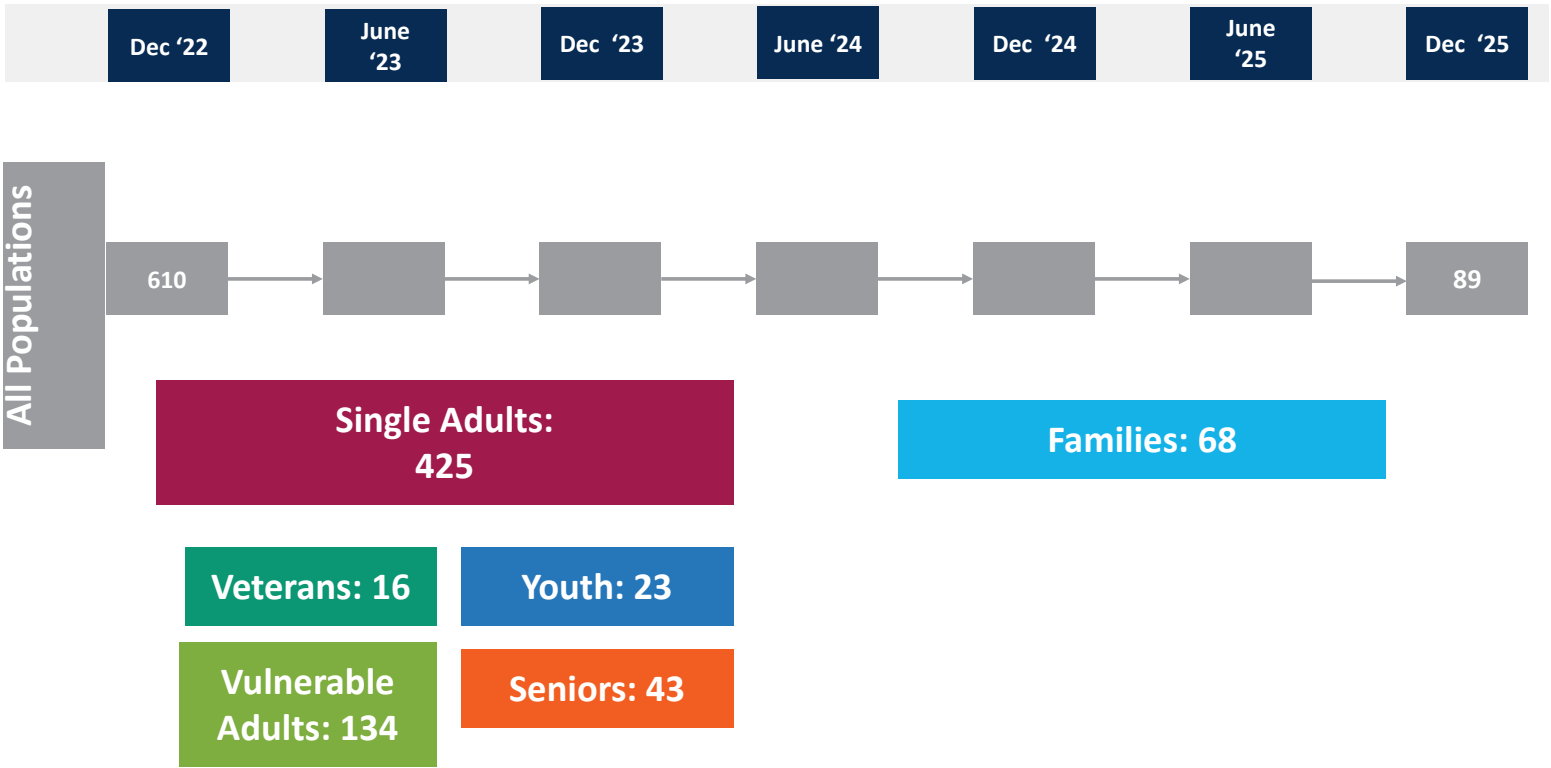 Dec ‘22
June
‘23
Dec ‘23
June ‘24
Dec ‘24
June
‘25
Dec ‘25
All Populations
610
89
Single Adults:
425
Families: 68
Veterans: 16
Youth: 23
Vulnerable
Adults: 134
Seniors: 43